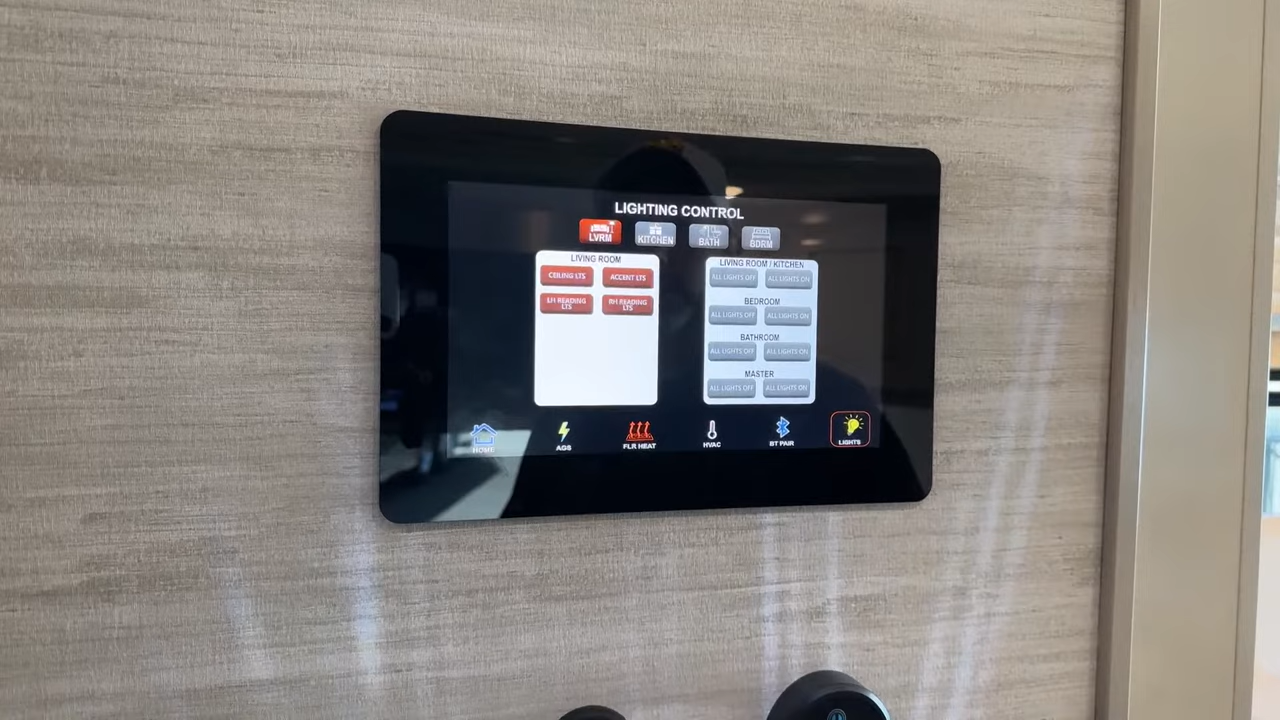 LIGHTING CONTROL
LVRM
KITCHEN
BATH
BDRM
LIVING ROOM
CEILING LTS
ACCENT LTS
LH READING
LTS
RH READING
LTS
LIVING ROOM / KITCHEN
ALL LIGHTS OFF
ALL LIGHTS ON
BEDROOM
ALL LIGHTS OFF
ALL LIGHTS ON
BATHROOM
ALL LIGHTS OFF
ALL LIGHTS ON
MASTER
ALL LIGHTS OFF
ALL LIGHTS ON
HOME
AGS
FLR HEAT
HVAC
BT PAIR
LIGHTS